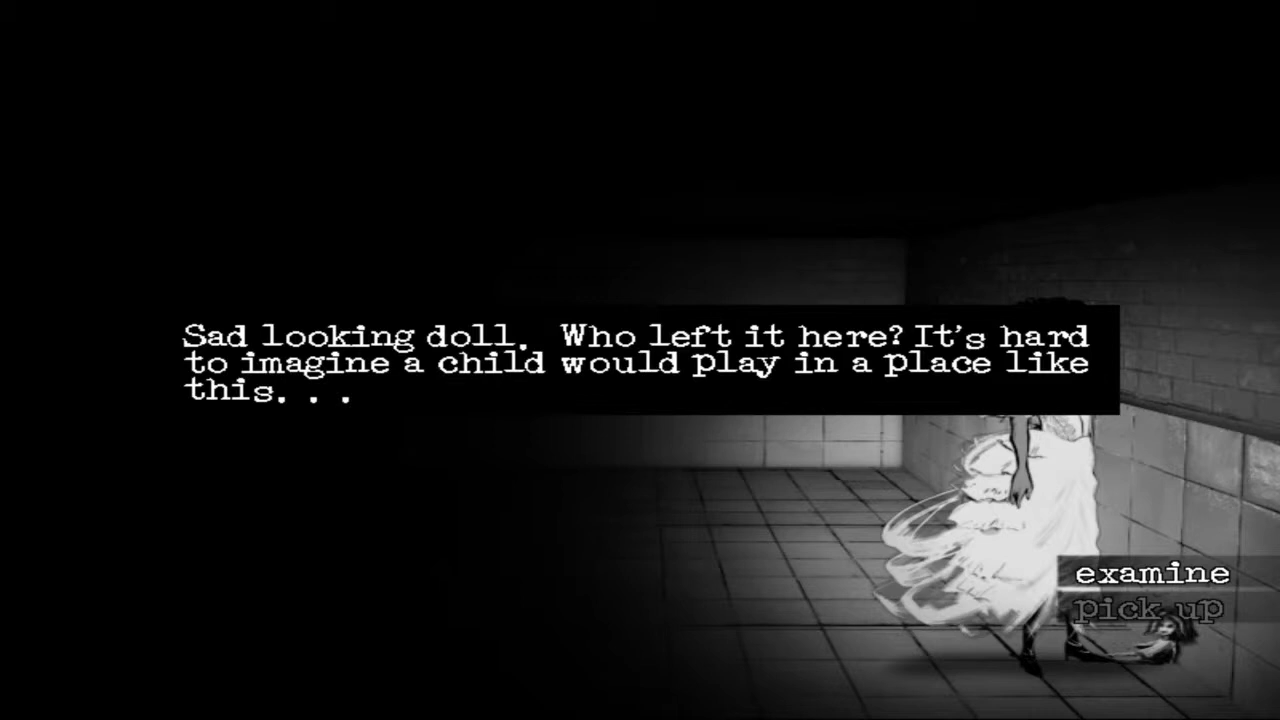 Sad looking doll.  Who left it here? It's hard
to imagine a child would play in a place like
this. . .
examine
pick up